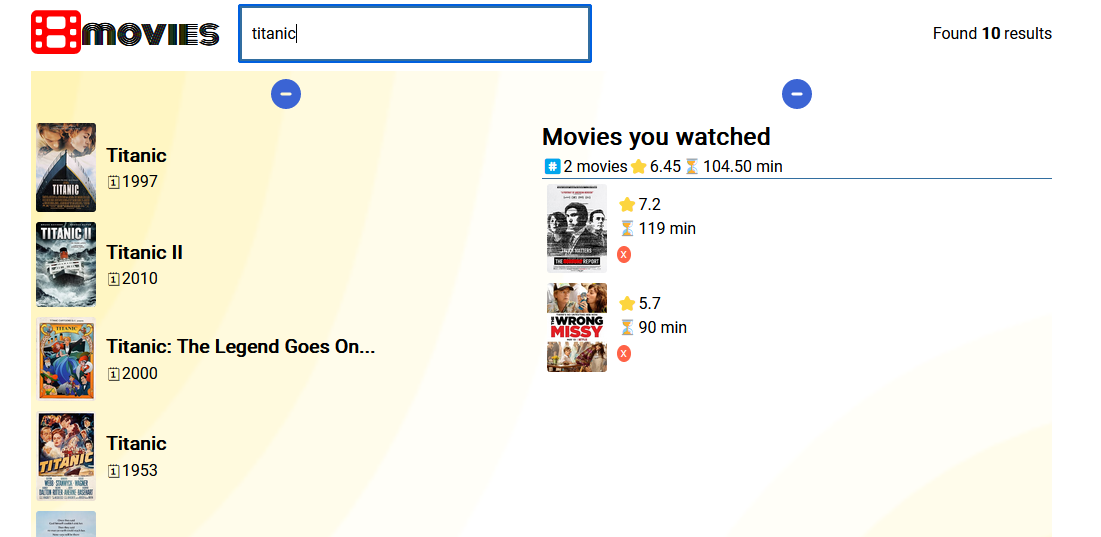 MOVIES
titanic
Found 10 results
TITANIC
Titanic
1997
TITANIC II
Titanic II
2010
TITANIC
Titanic: The Legend Goes On...
2000
TITANIC
Titanic
1953
Movies you watched
# 2 movies 6.45 104.50 min
THE REPORT
7.2
119 min
x
THE WRONG MISSY
5.7
90 min
x